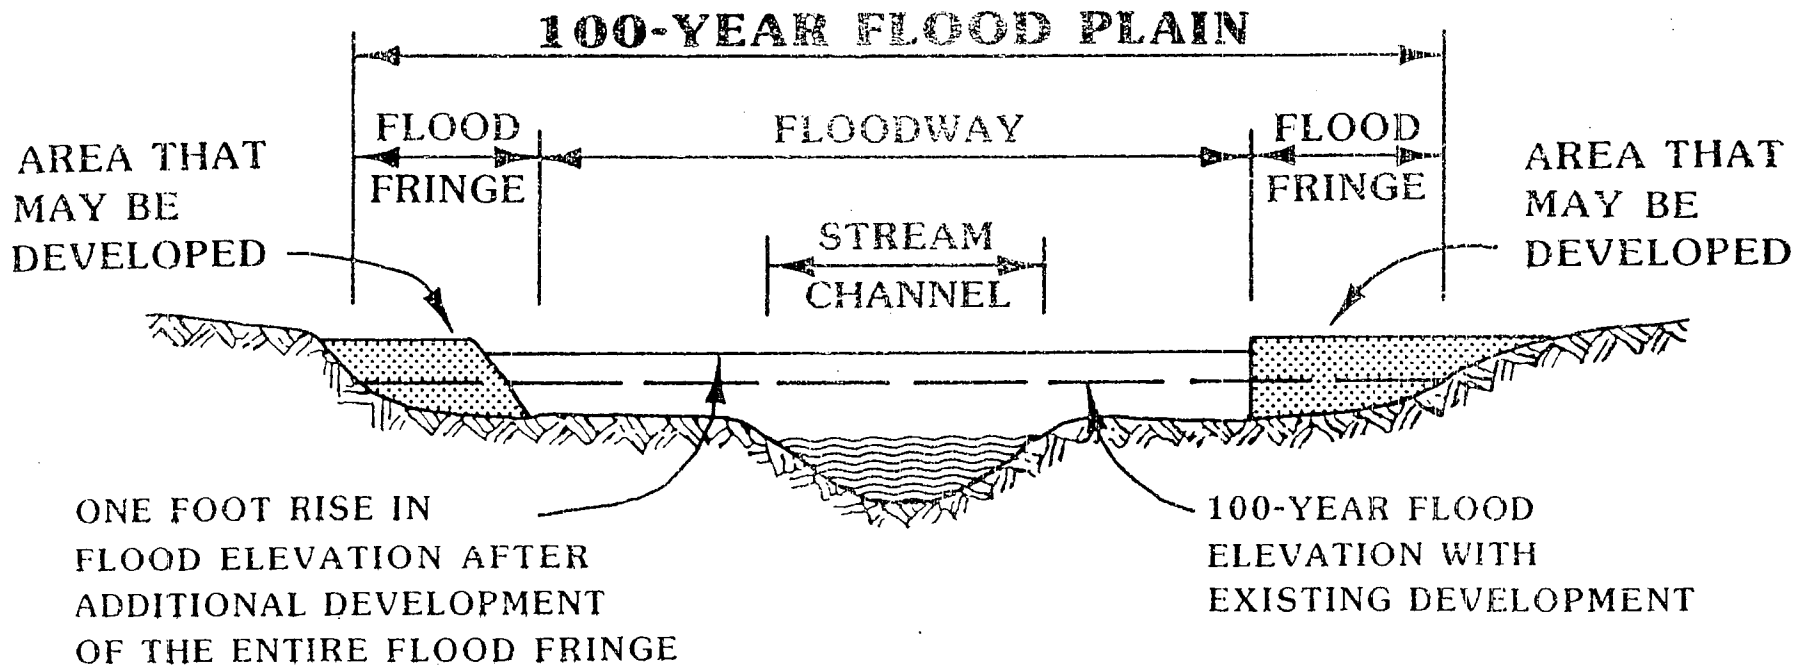 100-YEAR FLOOD PLAIN
FLOOD
FRINGE
FLOODWAY
FLOOD
FRINGE
AREA THAT
MAY BE
DEVELOPED
AREA THAT
MAY BE
DEVELOPED
STREAM
CHANNEL
ONE FOOT RISE IN
FLOOD ELEVATION AFTER
ADDITIONAL DEVELOPMENT
OF THE ENTIRE FLOOD FRINGE
100-YEAR FLOOD
ELEVATION WITH
EXISTING DEVELOPMENT